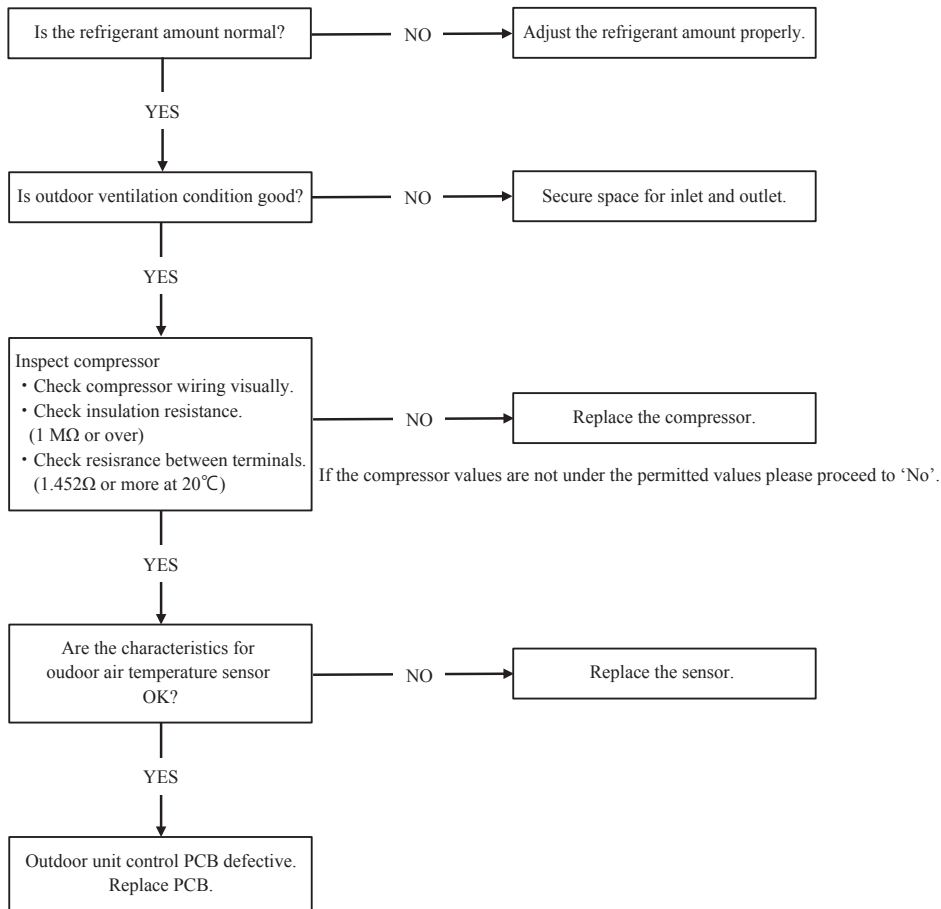 Is the refrigerant amount normal?
NO
Adjust the refrigerant amount properly.
YES
Is outdoor ventilation condition good?
NO
Secure space for inlet and outlet.
YES
Inspect compressor
・Check compressor wiring visually.
・Check insulation resistance.
(1 MΩ or over)
・Check resisrance between terminals.
(1.452Ω or more at 20℃)
NO
Replace the compressor.
If the compressor values are not under the permitted values please proceed to ‘No’.
YES
Are the characteristics for
oudoor air temperature sensor
OK?
NO
Replace the sensor.
YES
Outdoor unit control PCB defective.
Replace PCB.